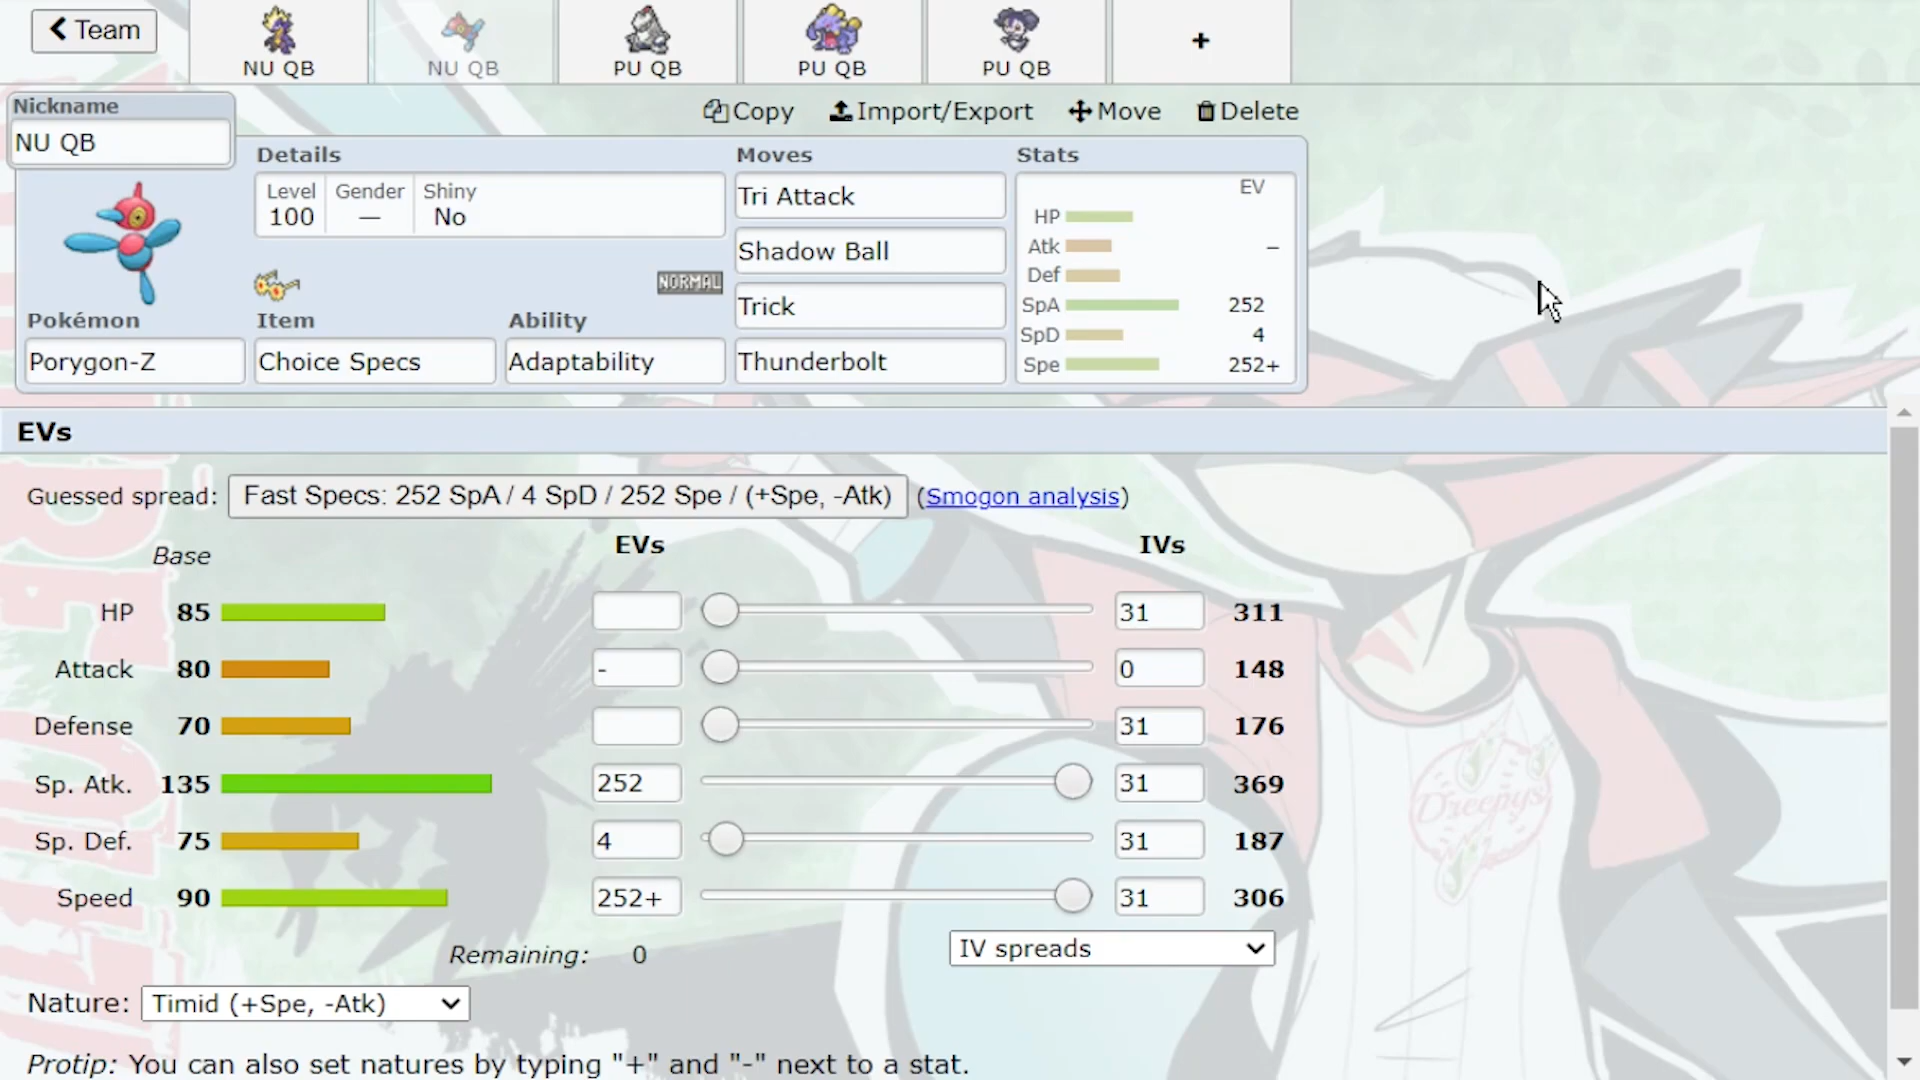 Team
NU QB
NU QB
PU QB
PU QB
PU QB
+
Nickname
NU QB
Copy
Import/Export
Move
Delete
Details
Moves
Stats
Level
Gender
Shiny
100
—
No
NORMAL
Pokémon
Item
Ability
Porygon-Z
Choice Specs
Adaptability
Tri Attack
Shadow Ball
Trick
Thunderbolt
EV
HP
Atk –
Def
SpA 252
SpD 4
Spe 252+
EVs
Guessed spread: Fast Specs: 252 SpA / 4 SpD / 252 Spe / (+Spe, -Atk) (Smogon analysis)
Base EVs IVs
HP 85 31 311
Attack 80 - 0 148
Defense 70 31 176
Sp. Atk. 135 252 31 369
Sp. Def. 75 4 31 187
Speed 90 252+ 31 306
Remaining: 0
IV spreads
Nature: Timid (+Spe, -Atk)
Protip: You can also set natures by typing "+" and "-" next to a stat.
Dreepys